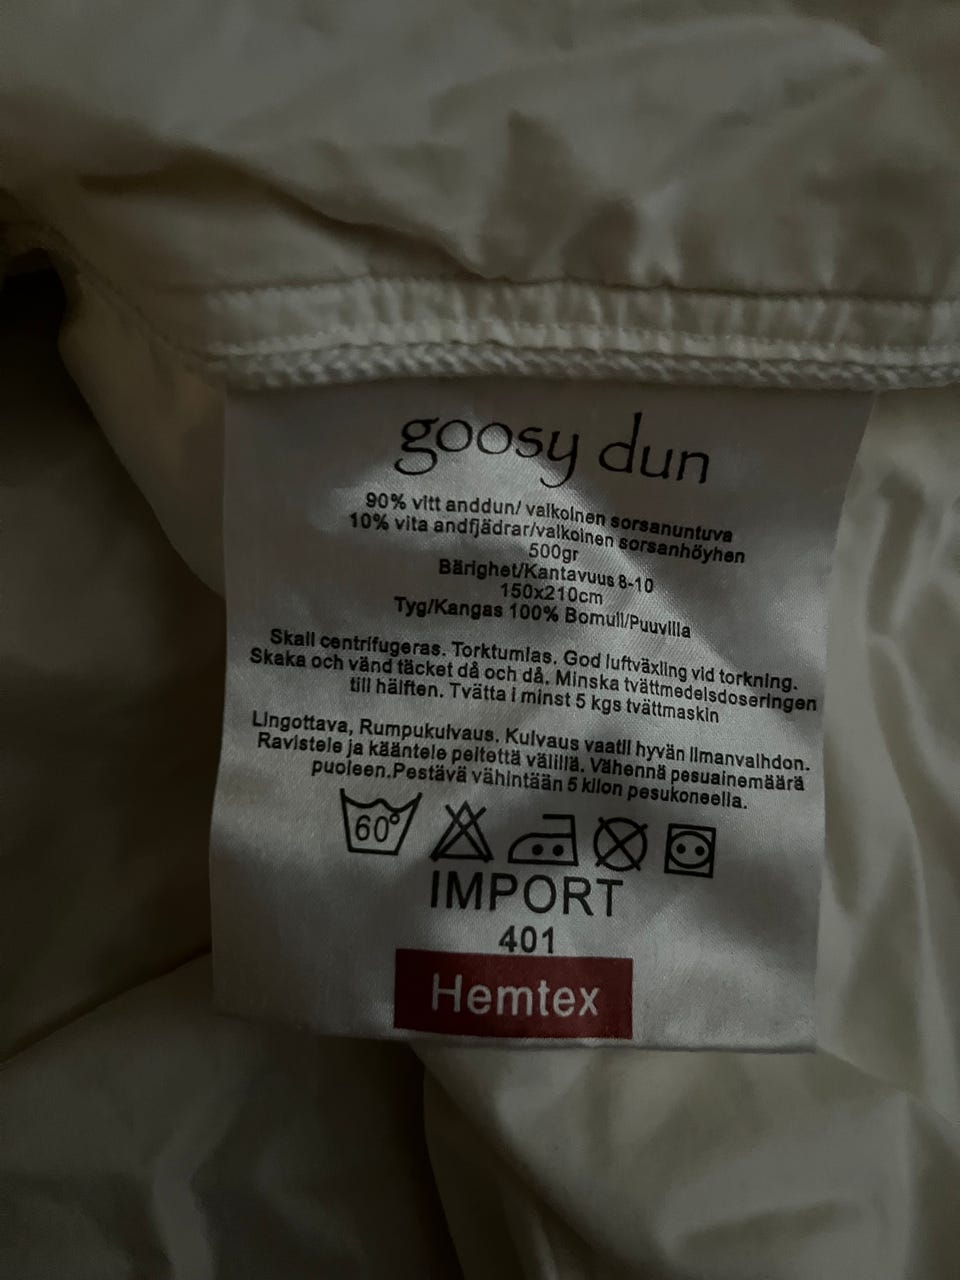 goosy dun
90% vitt anddun/ valkoinen sorsanuntuva
10% vita andfjädrar/valkoinen sorsanhöyhen
500gr
Bärighet/Kantavuus 8-10
150x210cm
Tyg/Kangas 100% Bomull/Puuvilla
Skall centrifugeras. Torktumlas. God luftväxling vid torkning.
Skaka och vänd täcket då och då. Minska tvättmedelsdoseringen
till hälften. Tvätta i minst 5 kgs tvättmaskin
Lingottava, Rumpukulvaus. Kulvaus vaatii hyvän ilmanvaihdon.
Ravistele ja kääntele peitettä välillä. Vähennä pesuainemäärä
puoleen.Pestävä vähintään 5 kilon pesukoneella.
60°
IMPORT
401
Hemtex